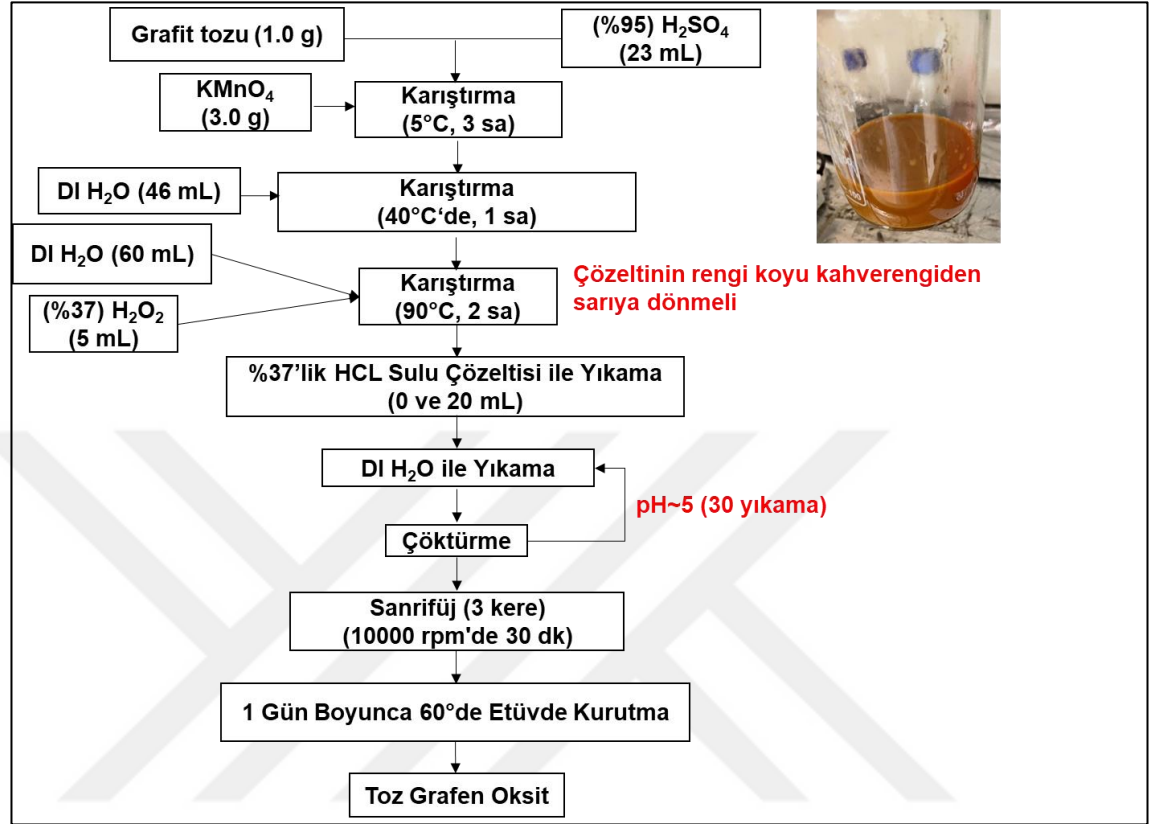 Grafit tozu (1.0 g)
(%95) H₂SO₄
(23 mL)
KMnO₄
(3.0 g)
Karıştırma
(5°C, 3 sa)
DI H₂O (46 mL)
Karıştırma
(40°C‘de, 1 sa)
DI H₂O (60 mL)
(%37) H₂O₂
(5 mL)
Karıştırma
(90°C, 2 sa)
Çözeltinin rengi koyu kahverengiden
sarıya dönmeli
%37’lik HCL Sulu Çözeltisi ile Yıkama
(0 ve 20 mL)
DI H₂O ile Yıkama
pH~5 (30 yıkama)
Çöktürme
Sanrifüj (3 kere)
(10000 rpm'de 30 dk)
1 Gün Boyunca 60°de Etüvde Kurutma
Toz Grafen Oksit